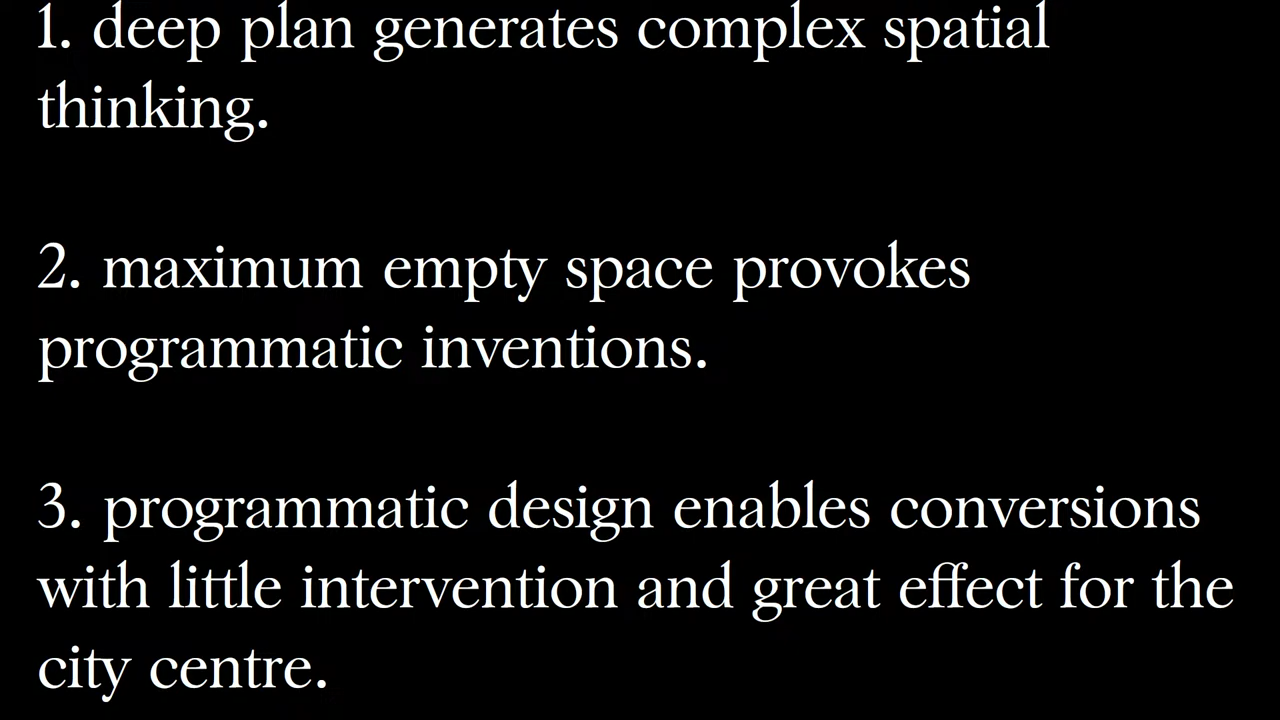 1. deep plan generates complex spatial
thinking.
2. maximum empty space provokes
programmatic inventions.
3. programmatic design enables conversions
with little intervention and great effect for the
city centre.